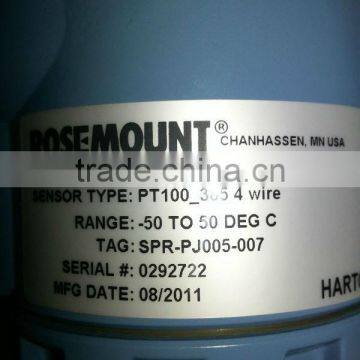 ROSEMOUNT® CHANHASSEN, MN USA
trade.china.cn
SENSOR TYPE: PT100_385 4 wire
RANGE: -50 TO 50 DEG C
TAG: SPR-PJ005-007
SERIAL #: 0292722
MFG DATE: 08/2011
HART